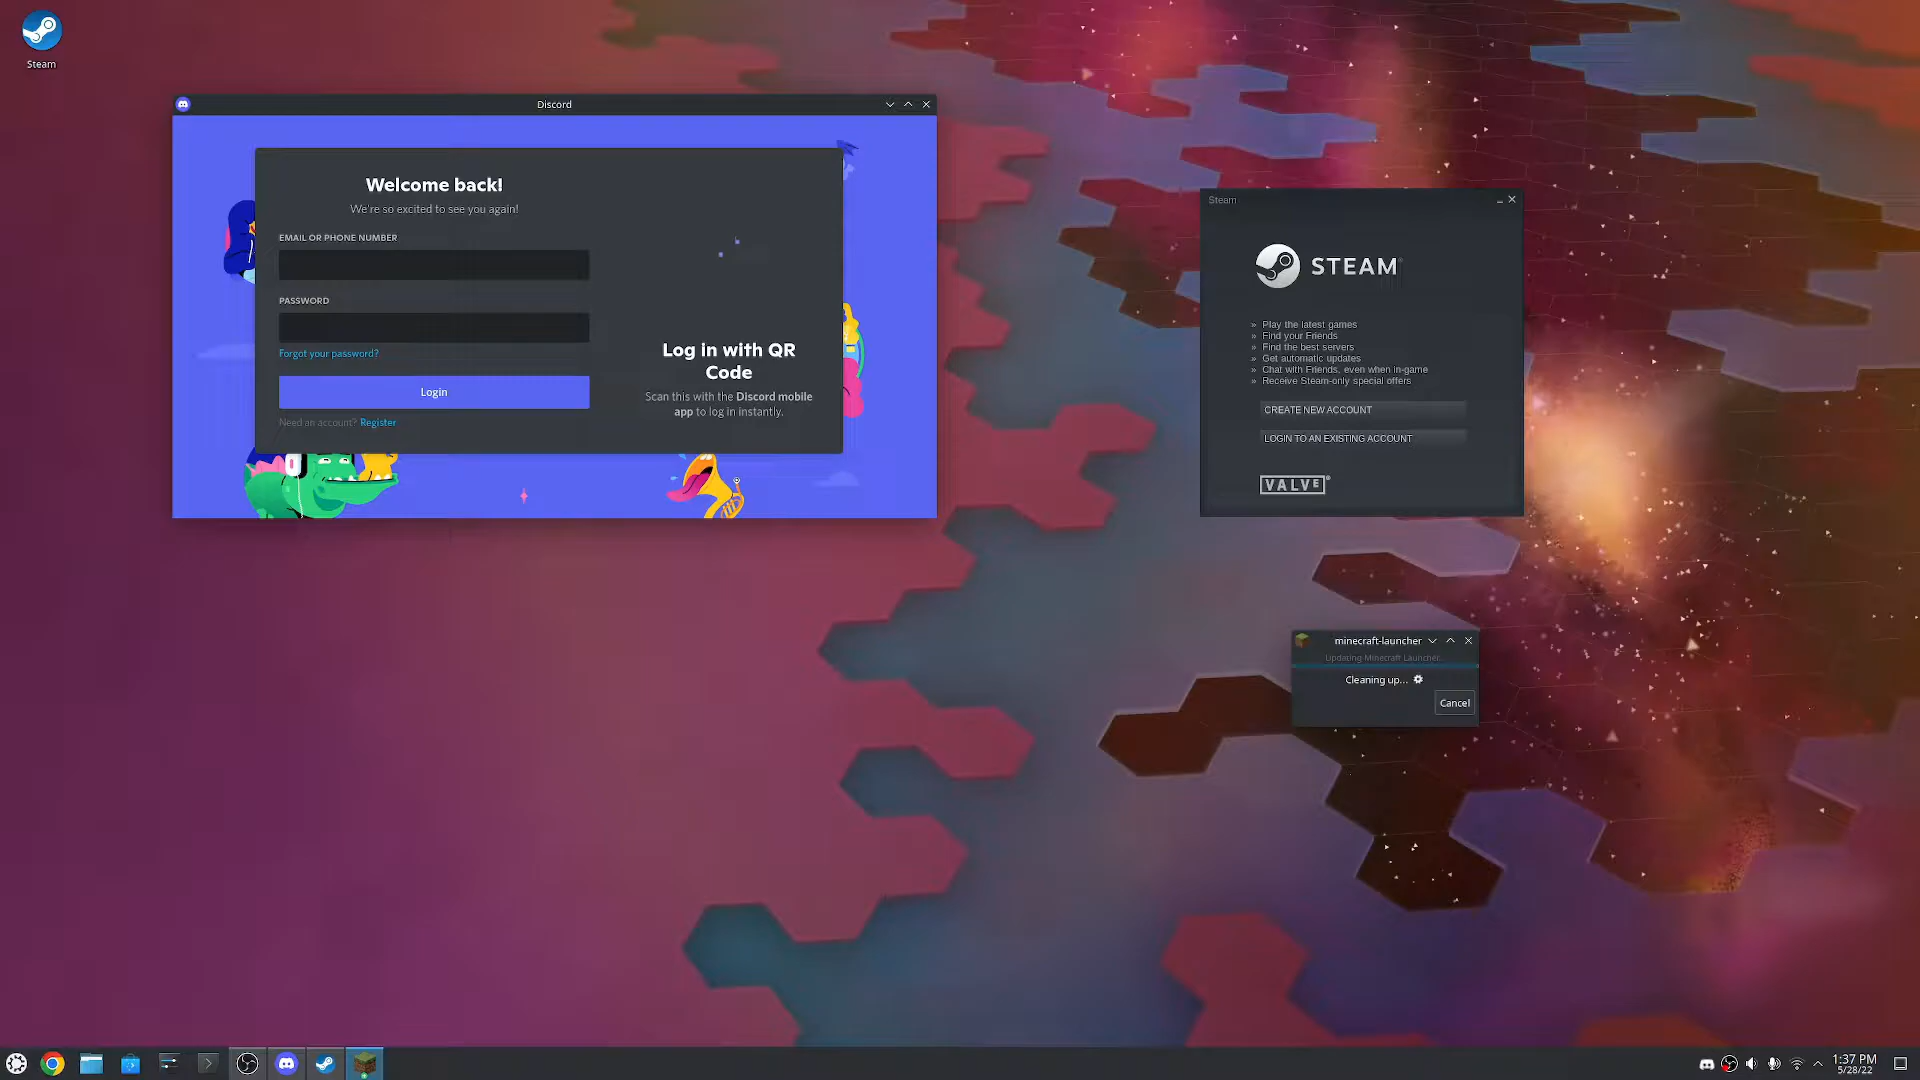 Steam
Discord
Welcome back!
We're so excited to see you again!
EMAIL OR PHONE NUMBER
PASSWORD
Forgot your password?
Login
Need an account? Register
Log in with QR
Code
Scan this with the Discord mobile
app to log in instantly.
Steam
STEAM
» Play the latest games
» Find your Friends
» Find the best servers
» Get automatic updates
» Chat with Friends, even when in-game
» Receive Steam-only special offers
CREATE NEW ACCOUNT
LOGIN TO AN EXISTING ACCOUNT
VALVE®
minecraft-launcher
Updating Minecraft Launcher...
Cleaning up...
Cancel
1:37 PM
5/28/22